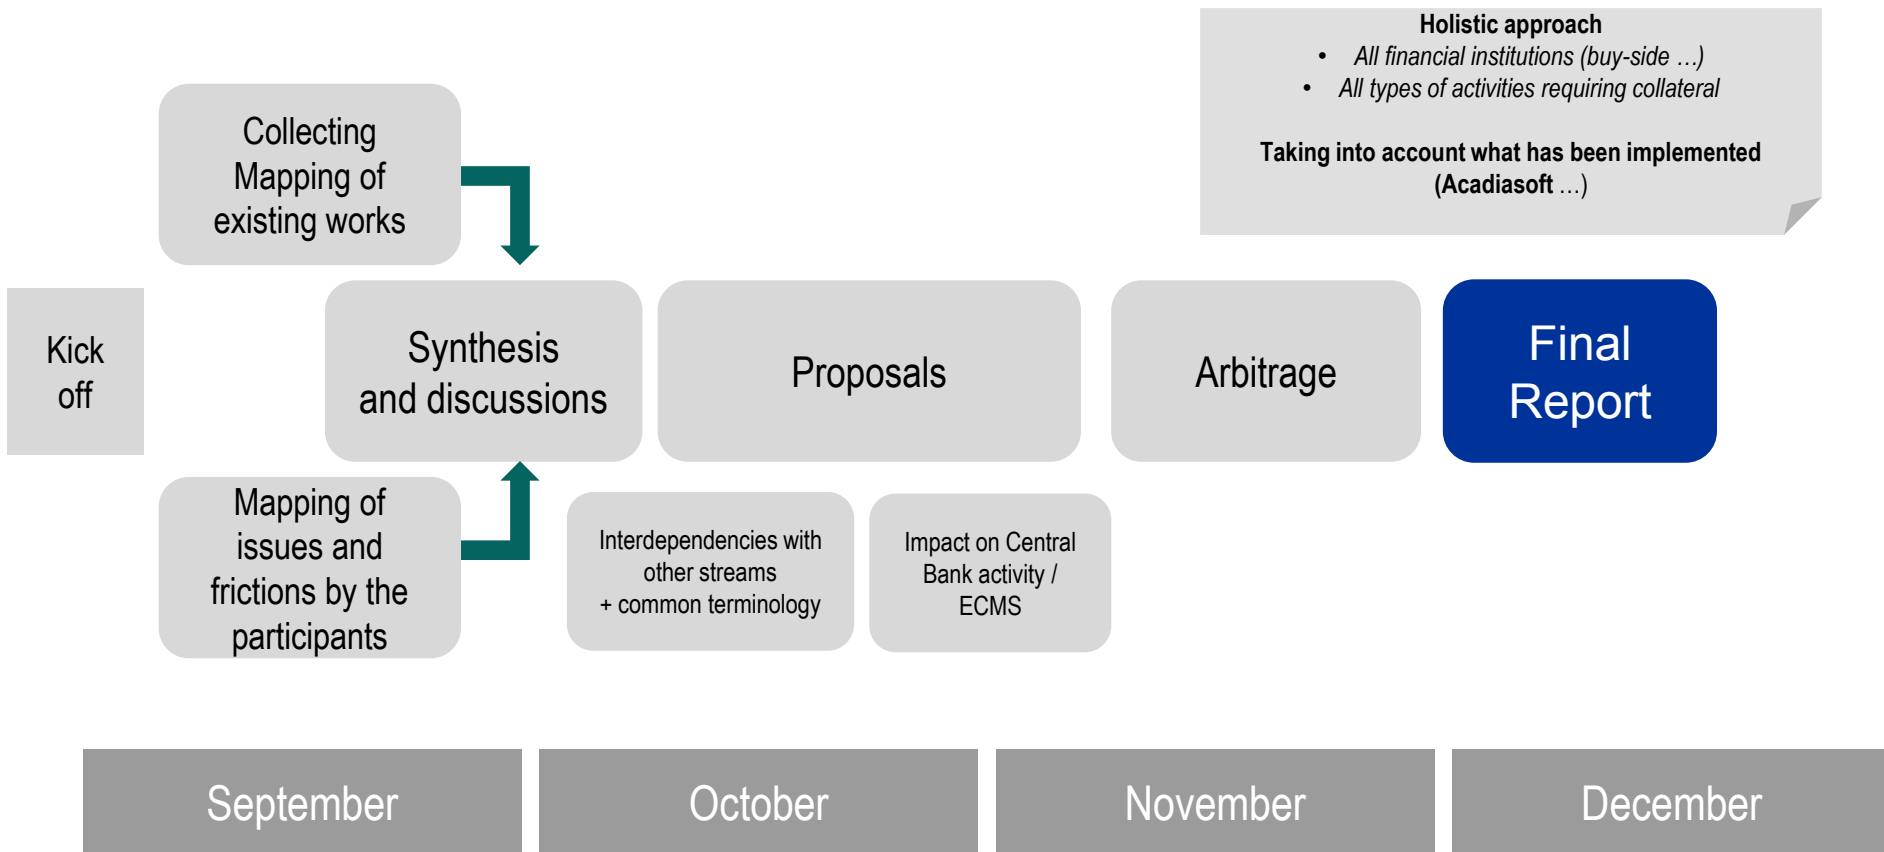 Holistic approach
• All financial institutions (buy-side …)
• All types of activities requiring collateral
Taking into account what has been implemented
(Acadiasoft …)
Collecting
Mapping of
existing works
Kick
off
Synthesis
and discussions
Proposals
Arbitrage
Final
Report
Mapping of
issues and
frictions by the
participants
Interdependencies with
other streams
+ common terminology
Impact on Central
Bank activity /
ECMS
September
October
November
December